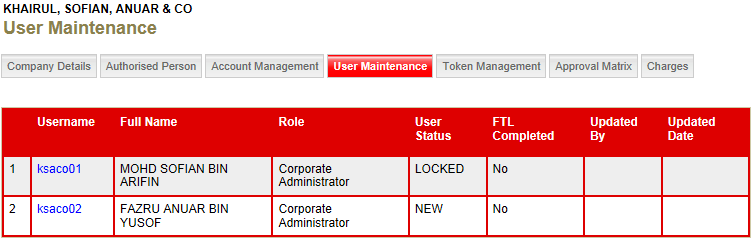 KHAIRUL, SOFIAN, ANUAR & CO
User Maintenance
Company Details Authorised Person Account Management User Maintenance Token Management Approval Matrix Charges
Username Full Name Role User Status FTL Completed Updated By Updated Date
1 ksaco01 MOHD SOFIAN BIN ARIFIN Corporate Administrator LOCKED No
2 ksaco02 FAZRU ANUAR BIN YUSOF Corporate Administrator NEW No